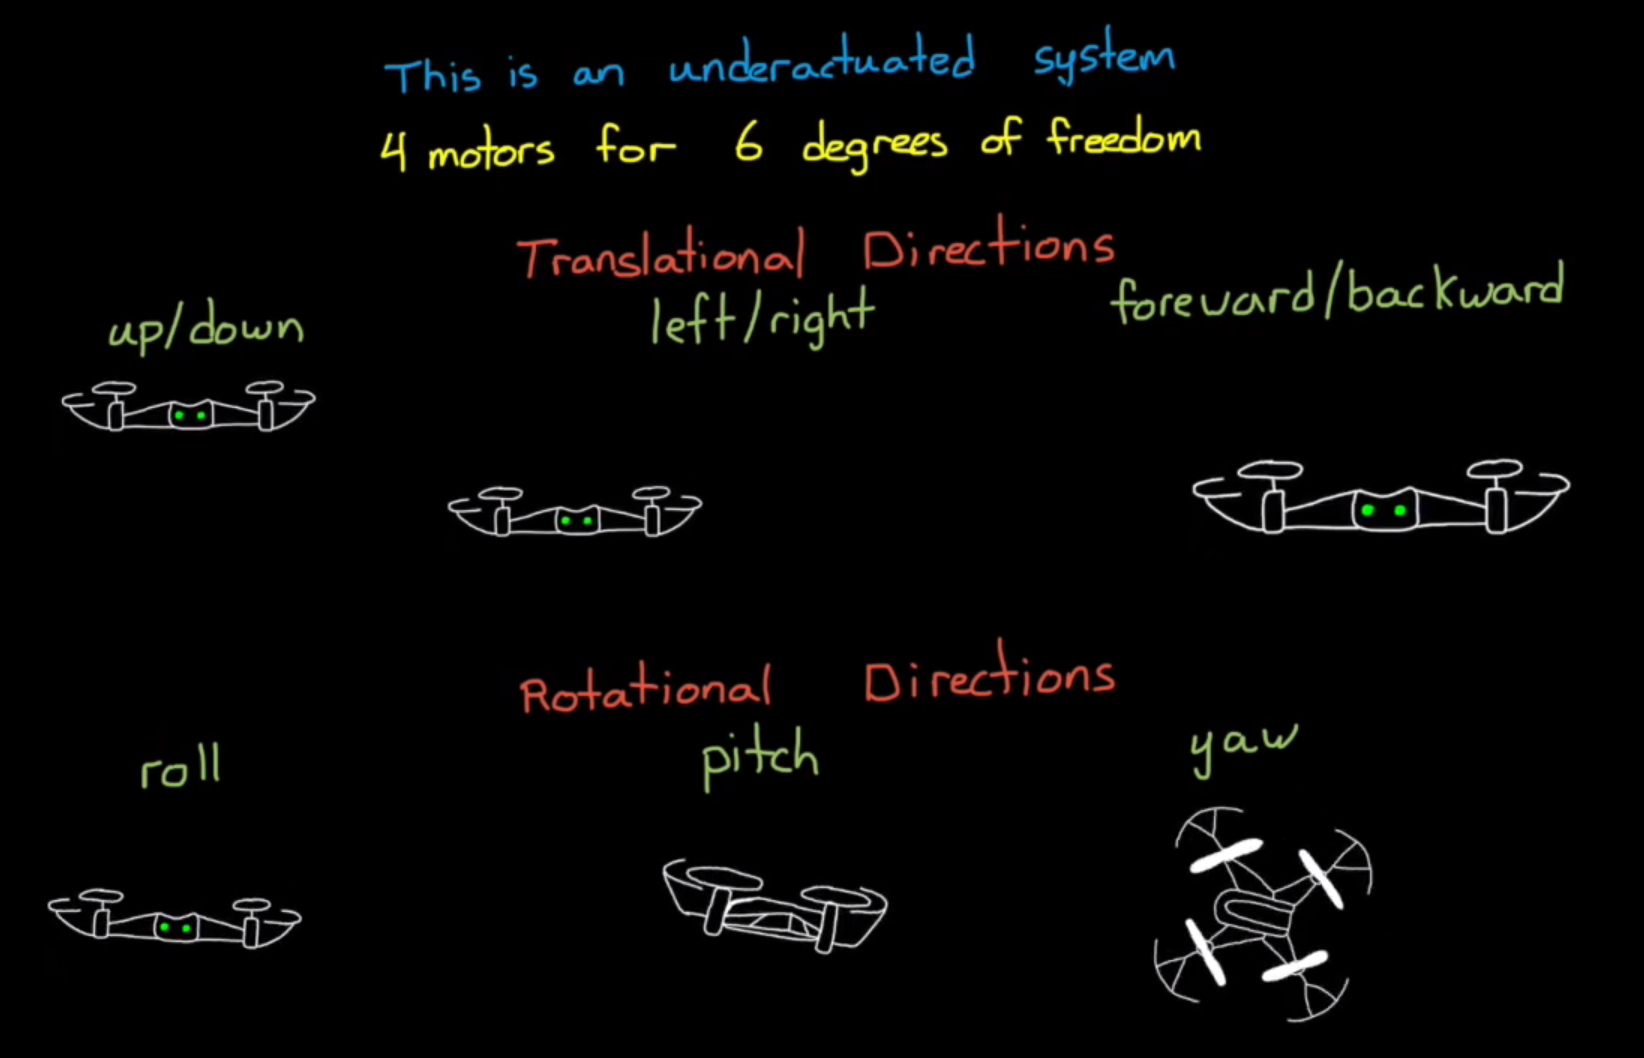 This is an underactuated system
4 motors for 6 degrees of freedom
Translational Directions
up/down
left/right
foreward/backward
Rotational Directions
roll
pitch
yaw